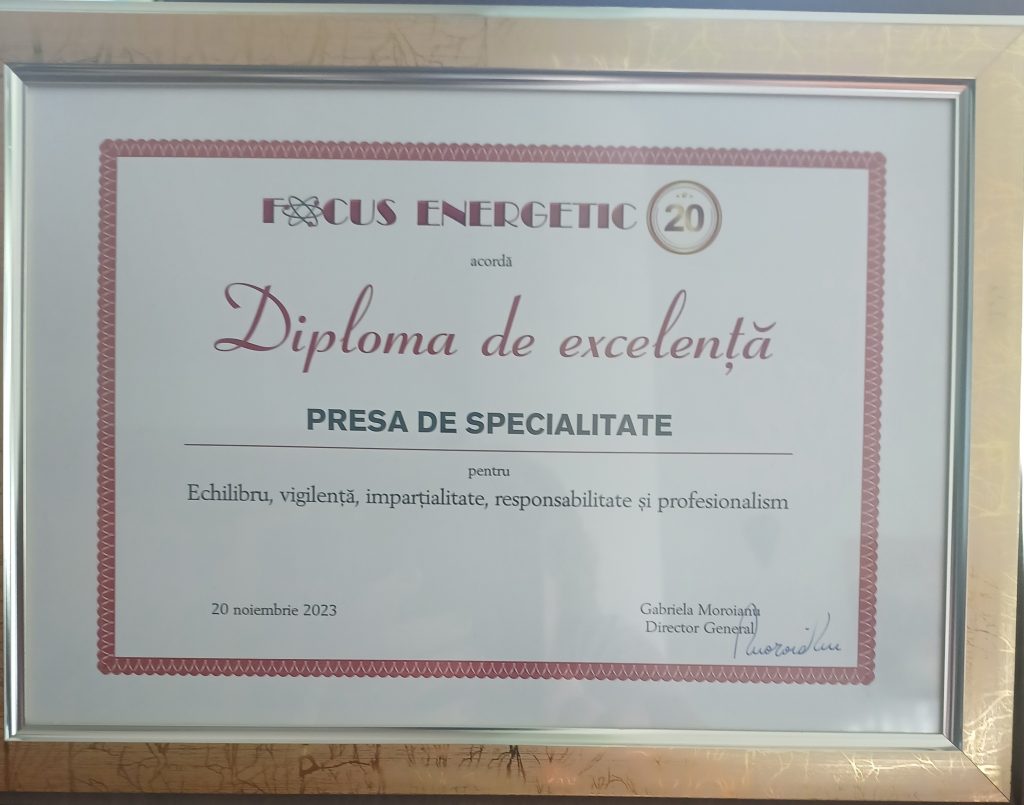 FOCUS ENERGETIC 20
acordă
Diploma de excelență
PRESA DE SPECIALITATE
pentru
Echilibru, vigilență, imparțialitate, responsabilitate și profesionalism
20 noiembrie 2023
Gabriela Moroianu
Director General